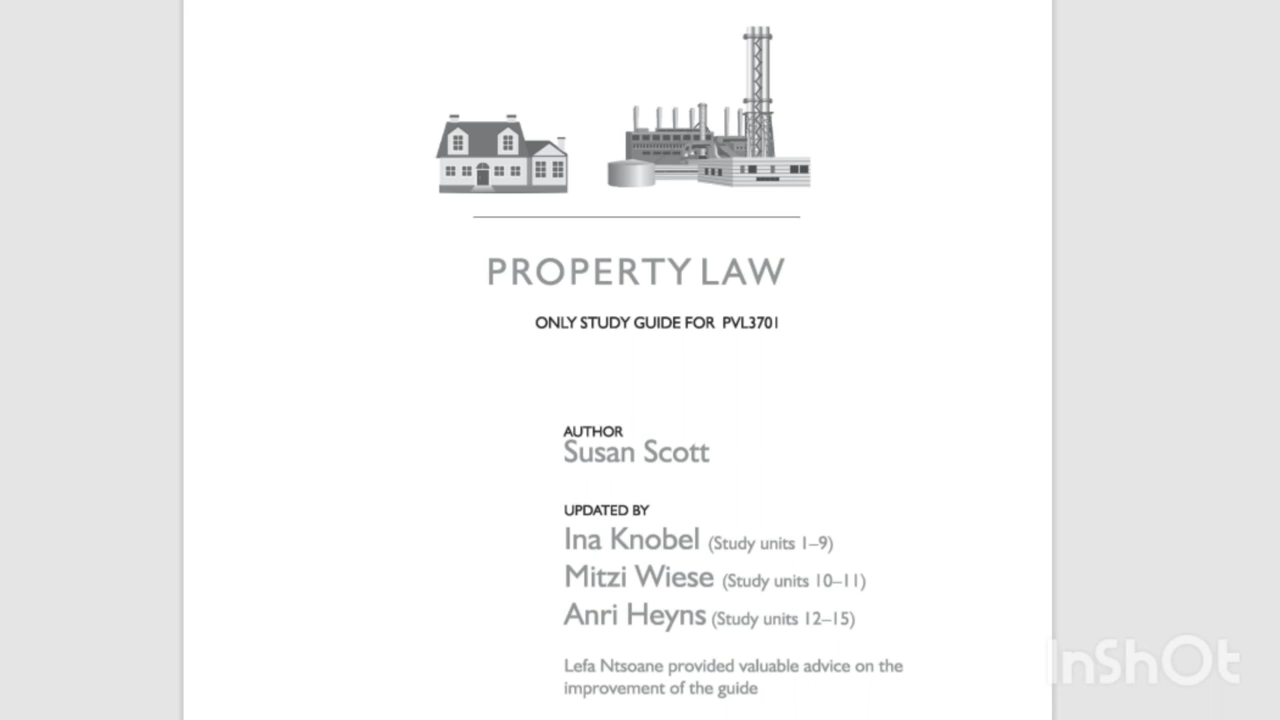 PROPERTY LAW
ONLY STUDY GUIDE FOR PVL3701
AUTHOR
Susan Scott
UPDATED BY
Ina Knobel (Study units 1–9)
Mitzi Wiese (Study units 10–11)
Anri Heyns (Study units 12–15)
Lefa Ntsoane provided valuable advice on the
improvement of the guide
InShOt